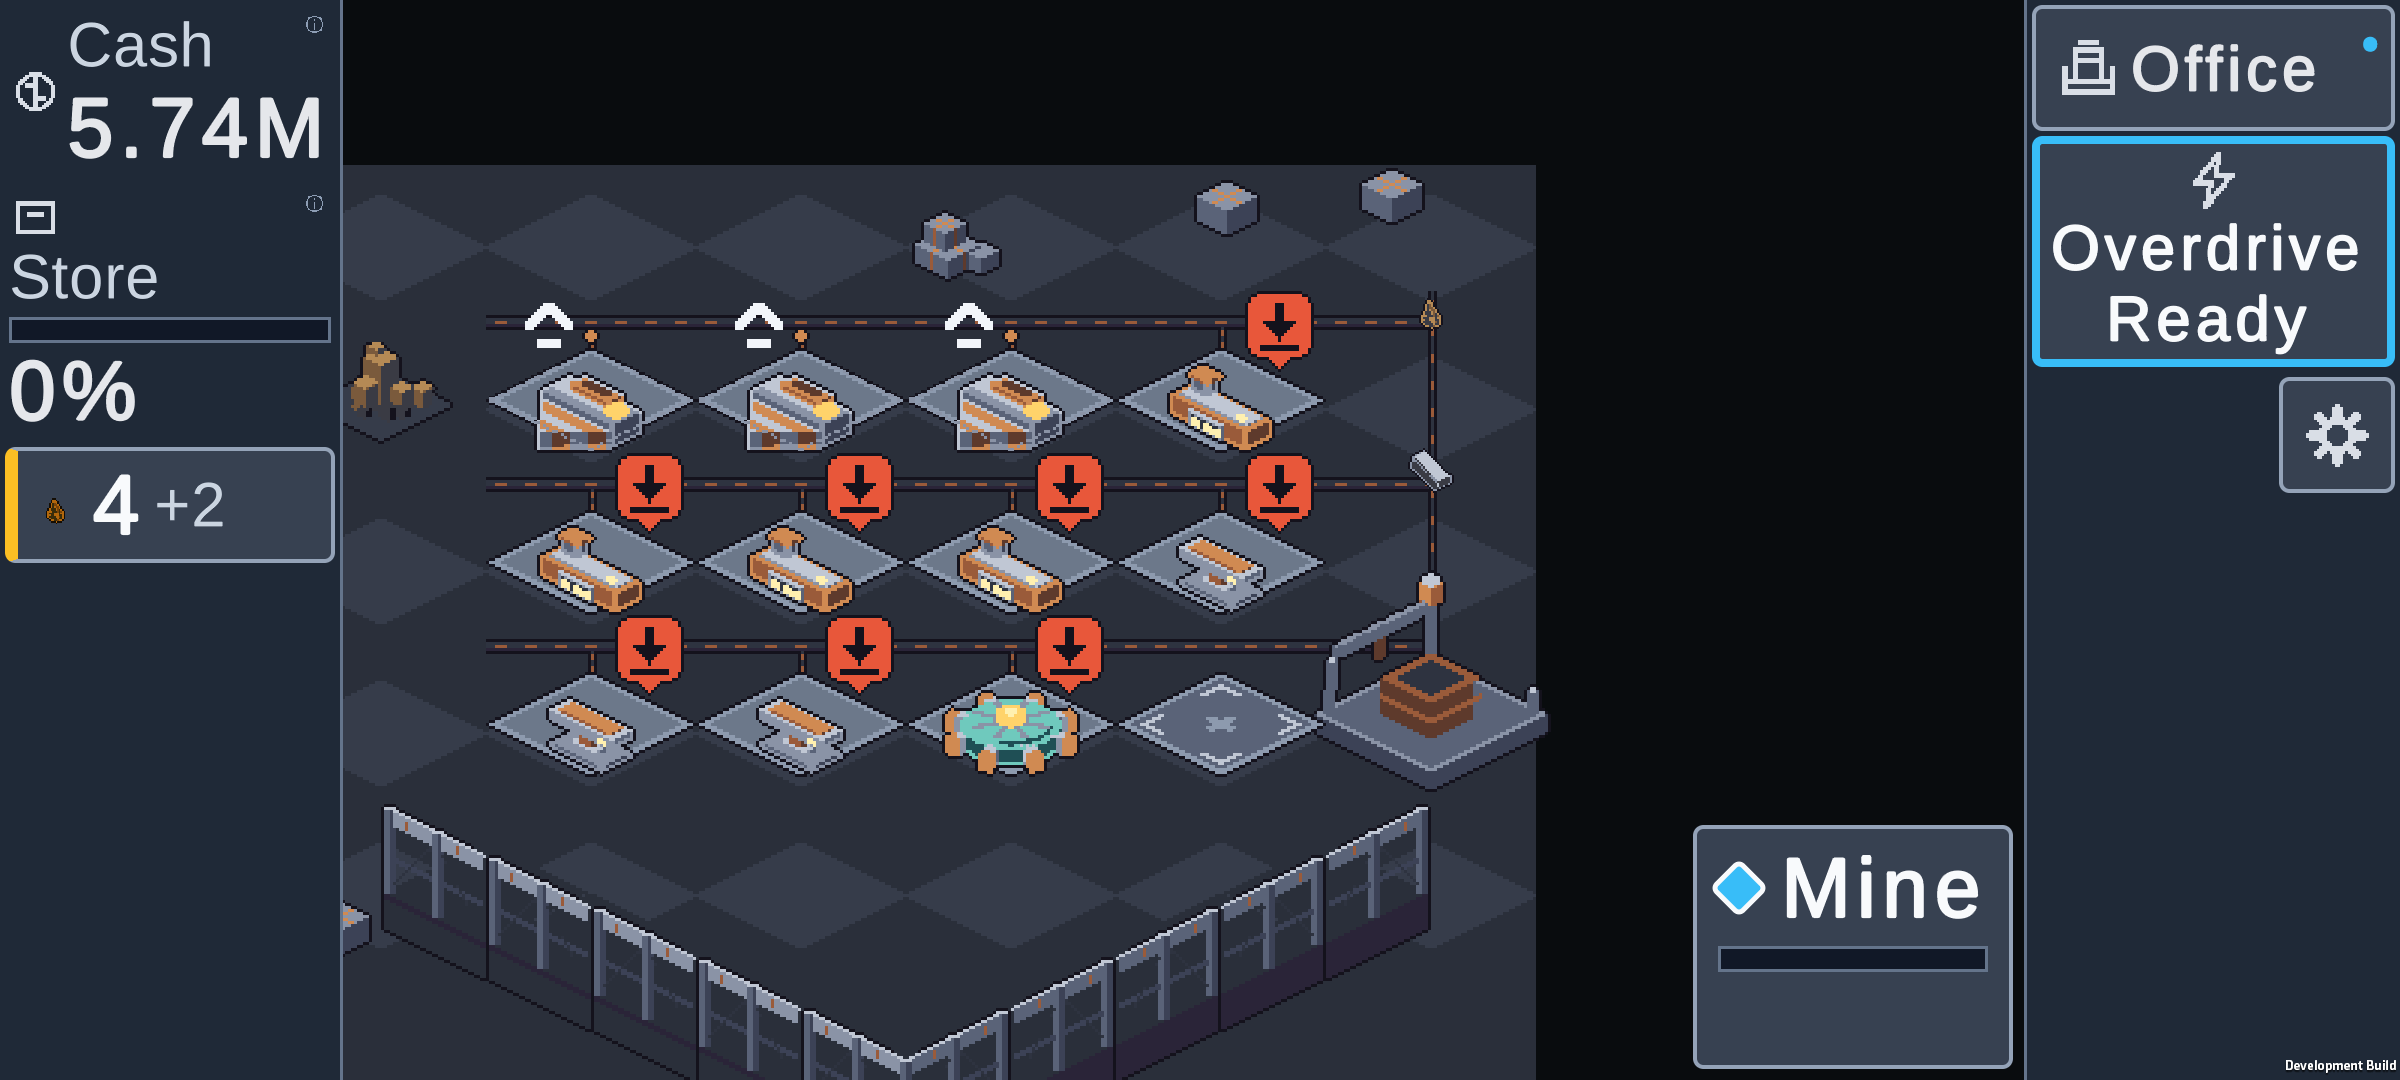 Cash
5.74M
Store
0%
4 +2
Office
Overdrive
Ready
Mine
Development Build